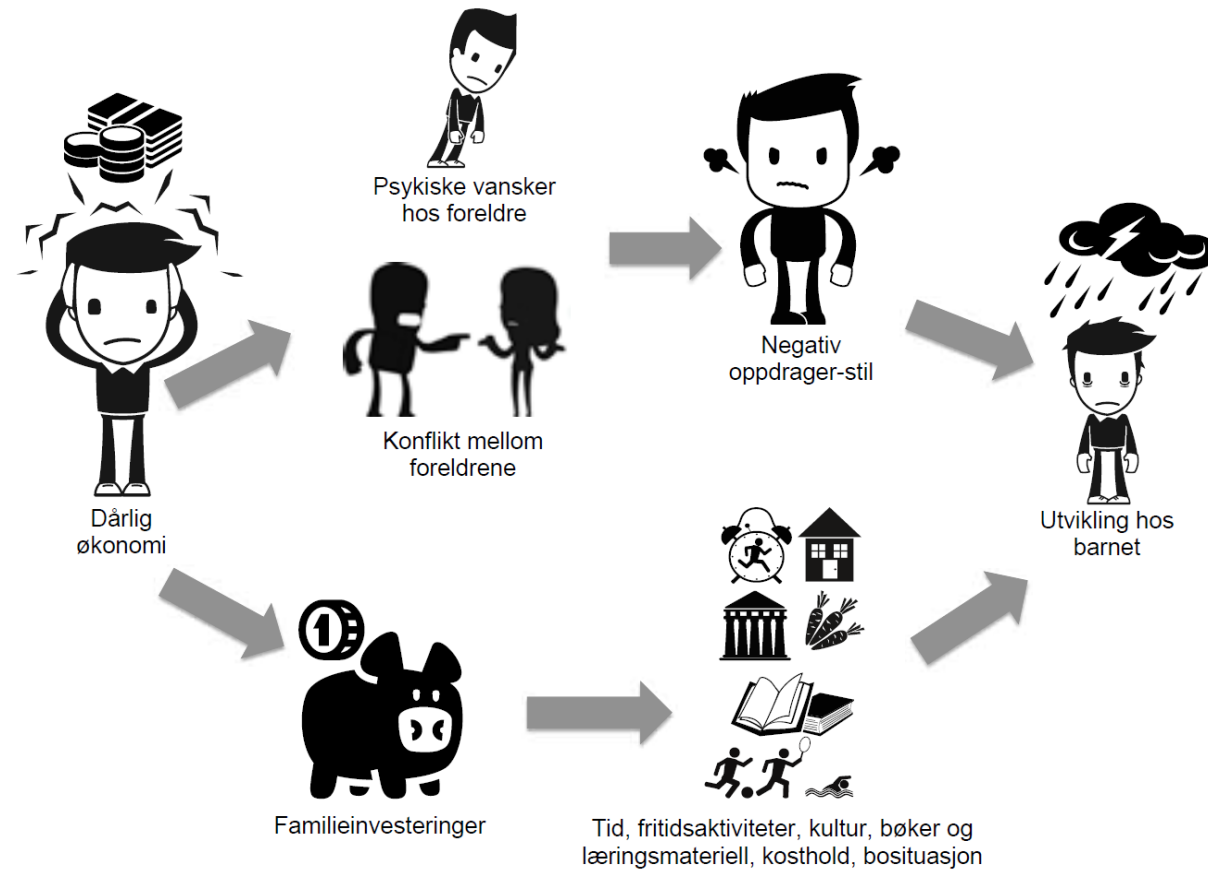 Psykiske vansker
hos foreldre
Negativ
oppdrager-stil
Konflikt mellom
foreldrene
Dårlig
økonomi
Utvikling hos
barnet
1
Familieinvesteringer
Tid, fritidsaktiviteter, kultur, bøker og
læringsmateriell, kosthold, bosituasjon